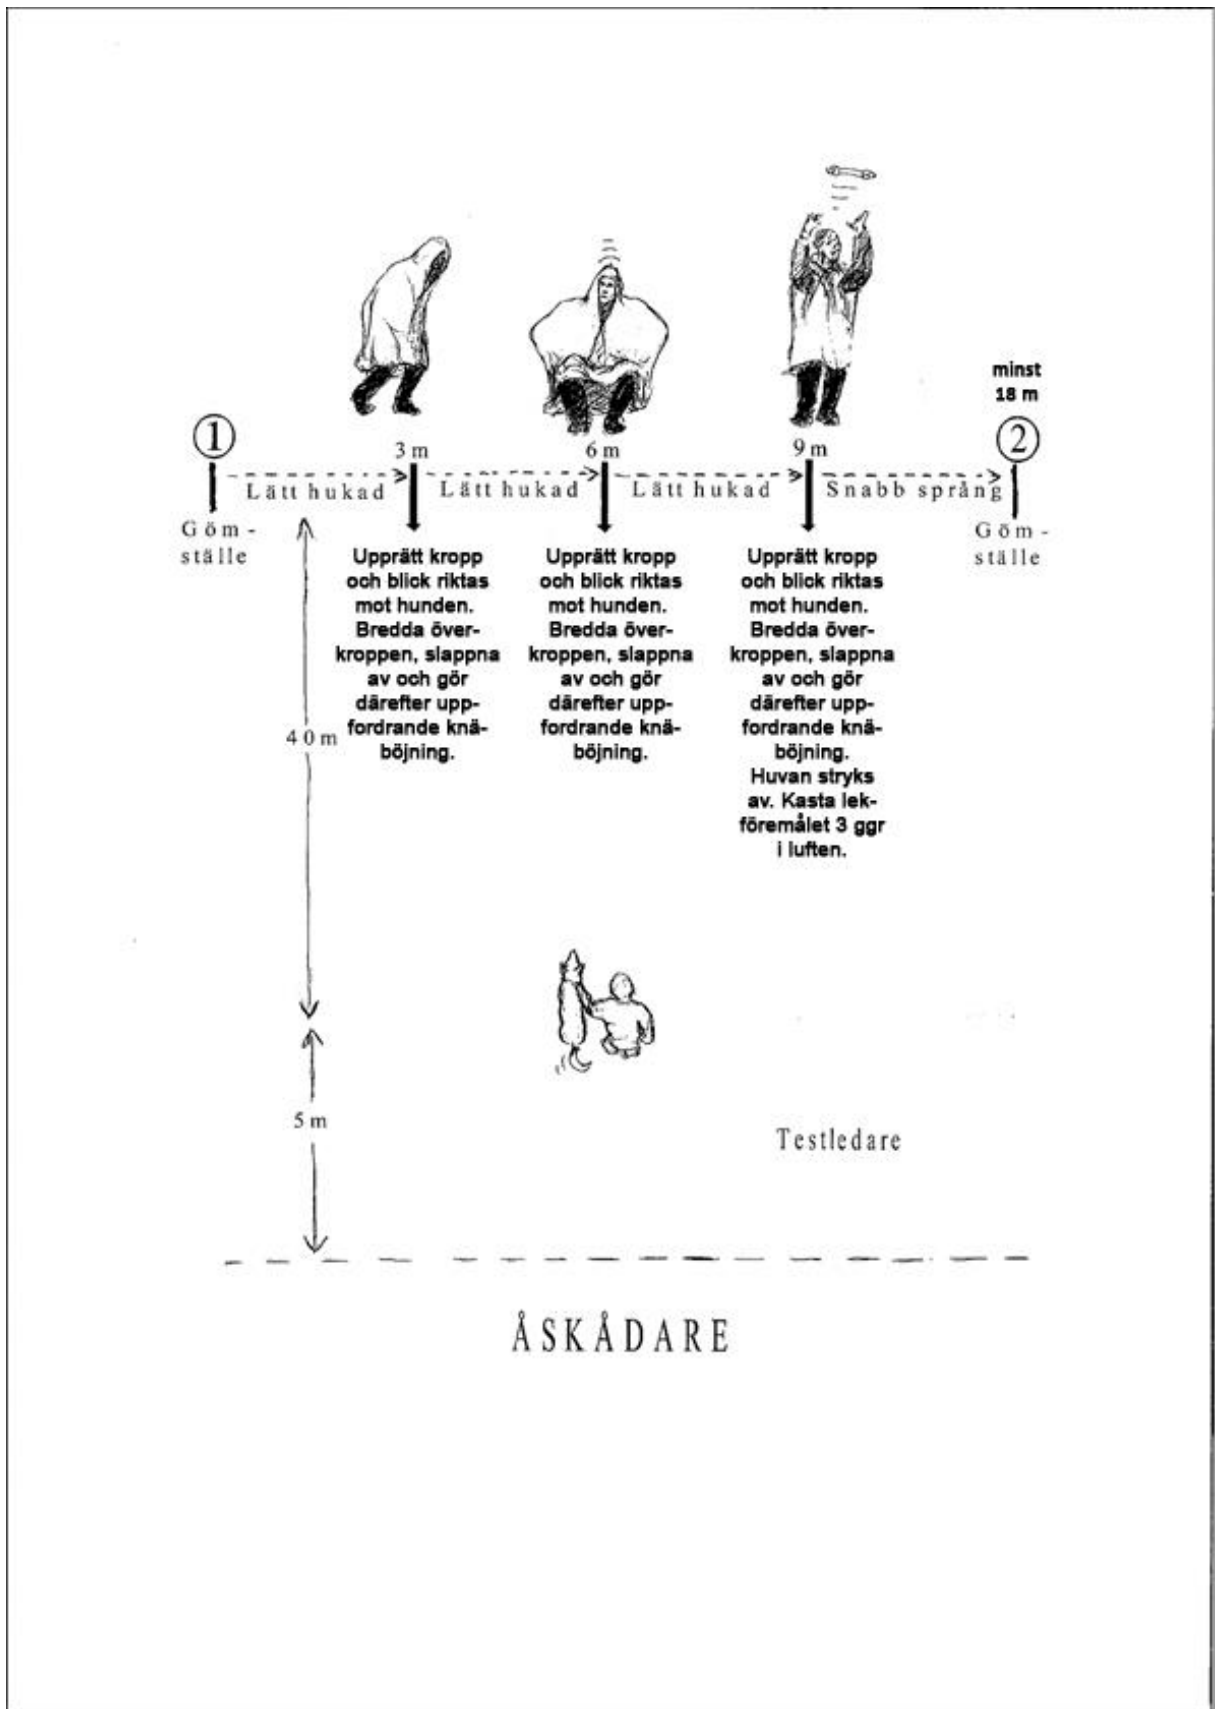 minst
18 m
1
2
3 m
6 m
9 m
Lätt hukad
Lätt hukad
Lätt hukad
Snabb språng
Göm-
ställe
Göm-
ställe
Upprätt kropp
och blick riktas
mot hunden.
Bredda över-
kroppen, slappna
av och gör
därefter upp-
fordrande knä-
böjning.
Upprätt kropp
och blick riktas
mot hunden.
Bredda över-
kroppen, slappna
av och gör
därefter upp-
fordrande knä-
böjning.
Upprätt kropp
och blick riktas
mot hunden.
Bredda över-
kroppen, slappna
av och gör
därefter upp-
fordrande knä-
böjning.
Huvan stryks
av. Kasta lek-
föremålet 3 ggr
i luften.
40m
5 m
Testledare
ÅSKÅDARE